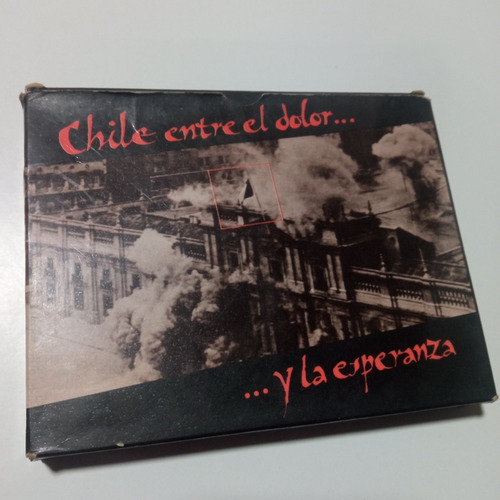 Chile entre el dolor...
...y la esperanza